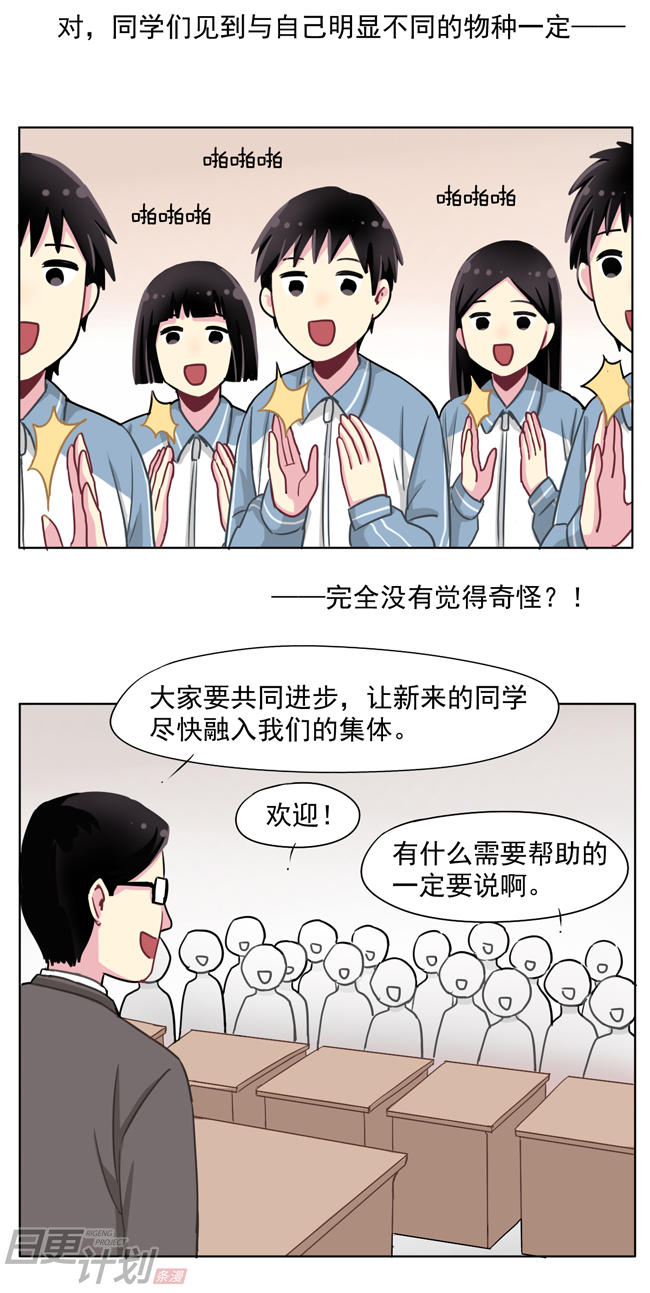 对，同学们见到与自己明显不同的物种一定——
啪啪啪
啪啪啪
啪啪啪
——完全没有觉得奇怪？！
大家要共同进步，让新来的同学
尽快融入我们的集体。
欢迎！
有什么需要帮助的
一定要说啊。
日更计划
RIGENG
PROJECT
条漫